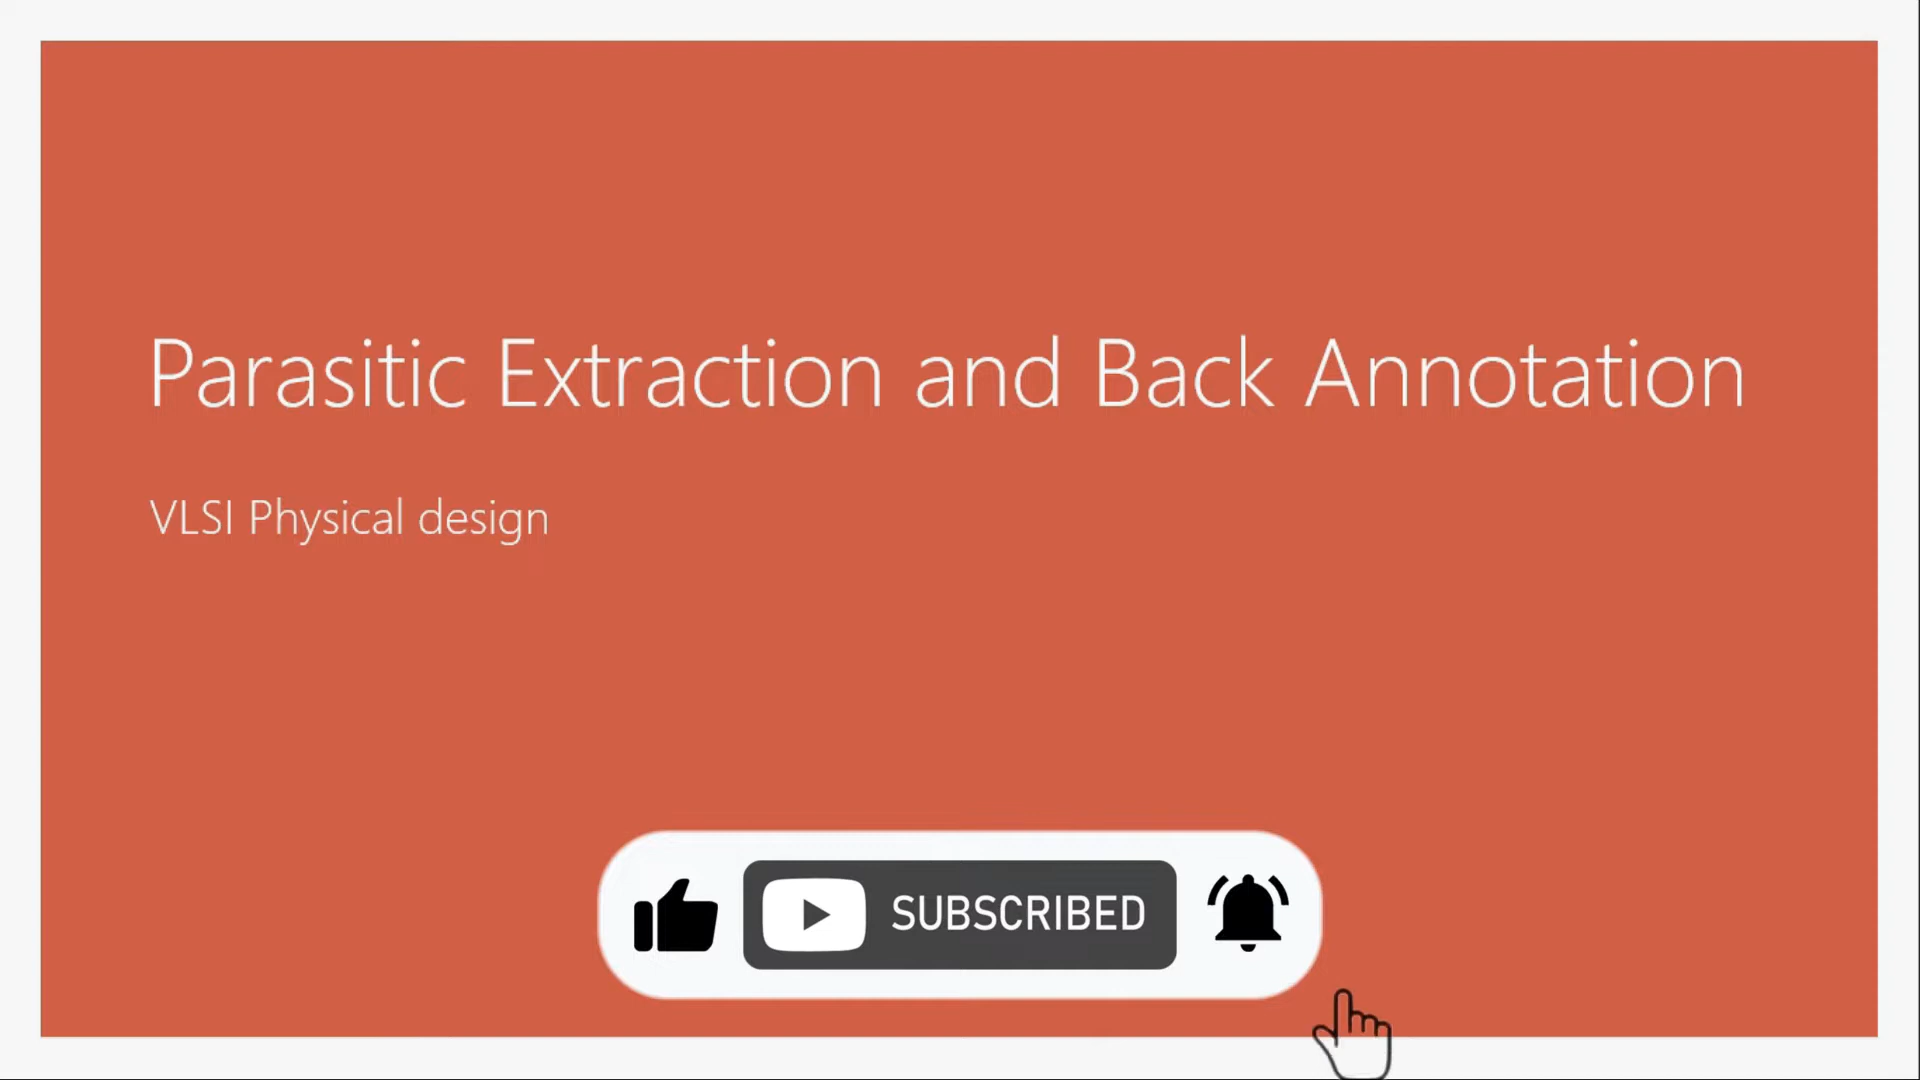 Parasitic Extraction and Back Annotation
VLSI Physical design
SUBSCRIBED